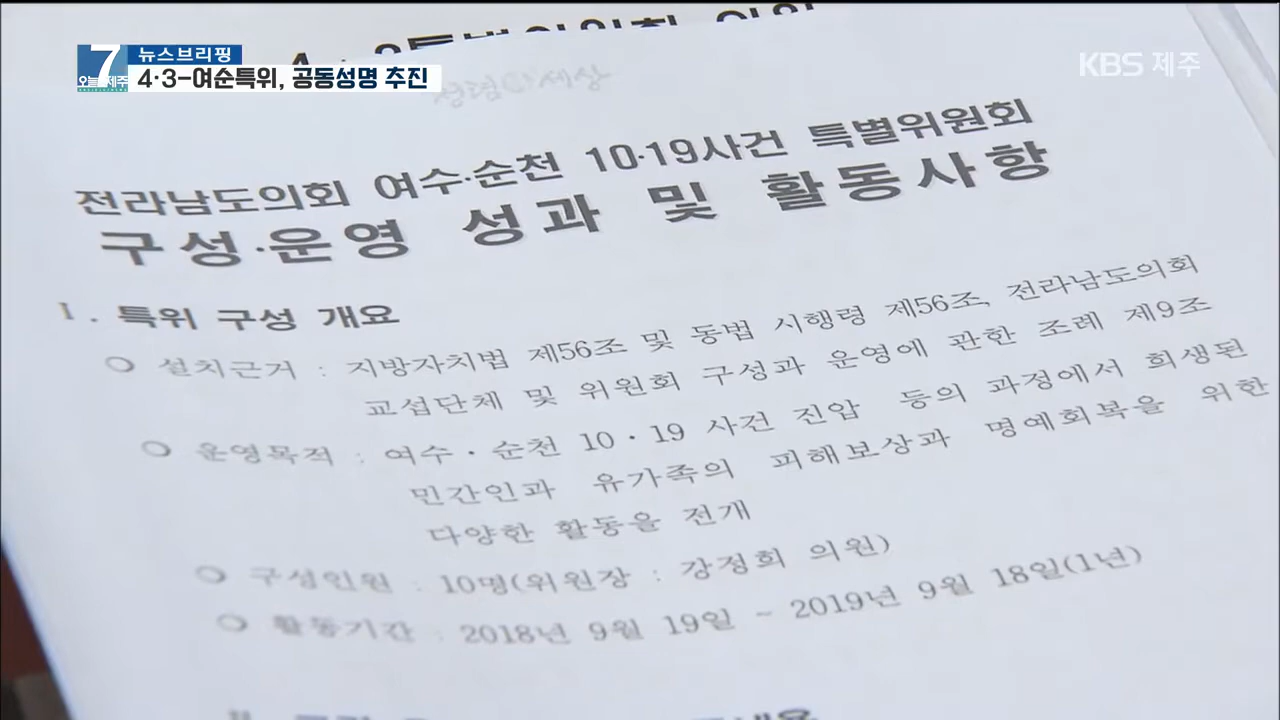 뉴스브리핑
7
오늘 제주
4·3-여순특위, 공동성명 추진
KBS 제주
전라남도의회 여수·순천 10·19사건 특별위원회
구성·운영 성과 및 활동사항
Ⅰ. 특위 구성 개요
❍ 설치근거 : 지방자치법 제56조 및 동법 시행령 제56조, 전라남도의회
교섭단체 및 위원회 구성과 운영에 관한 조례 제9조
❍ 운영목적 : 여수·순천 10·19 사건 진압 등의 과정에서 희생된
민간인과 유가족의 피해보상과 명예회복을 위한
다양한 활동을 전개
❍ 구성인원 : 10명(위원장 : 강정희 의원)
❍ 활동기간 : 2018년 9월 19일 ~ 2019년 9월 18일(1년)